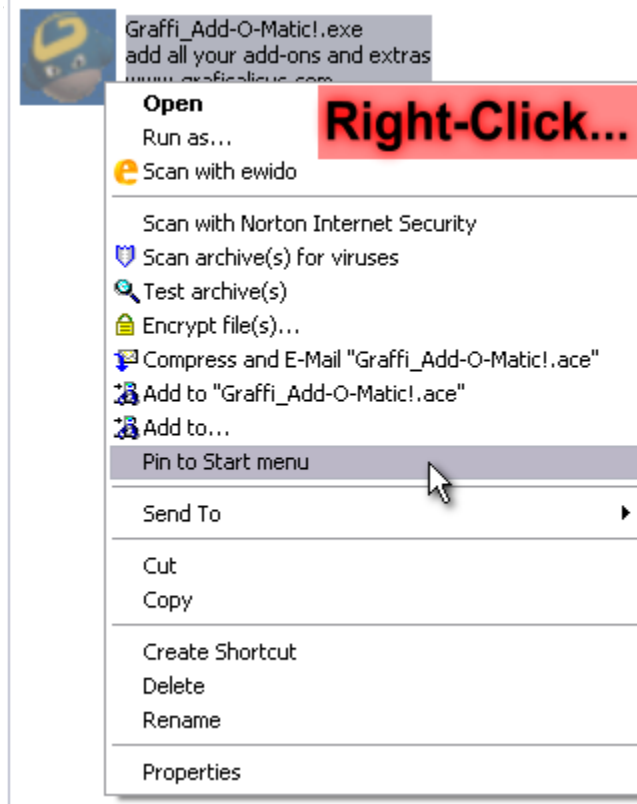 Graffi_Add-O-Matic!.exe
add all your add-ons and extras
www.graficalicus.com
Open
Right-Click...
Run as...
Scan with ewido
Scan with Norton Internet Security
Scan archive(s) for viruses
Test archive(s)
Encrypt file(s)...
Compress and E-Mail "Graffi_Add-O-Matic!.ace"
Add to "Graffi_Add-O-Matic!.ace"
Add to...
Pin to Start menu
Send To
Cut
Copy
Create Shortcut
Delete
Rename
Properties